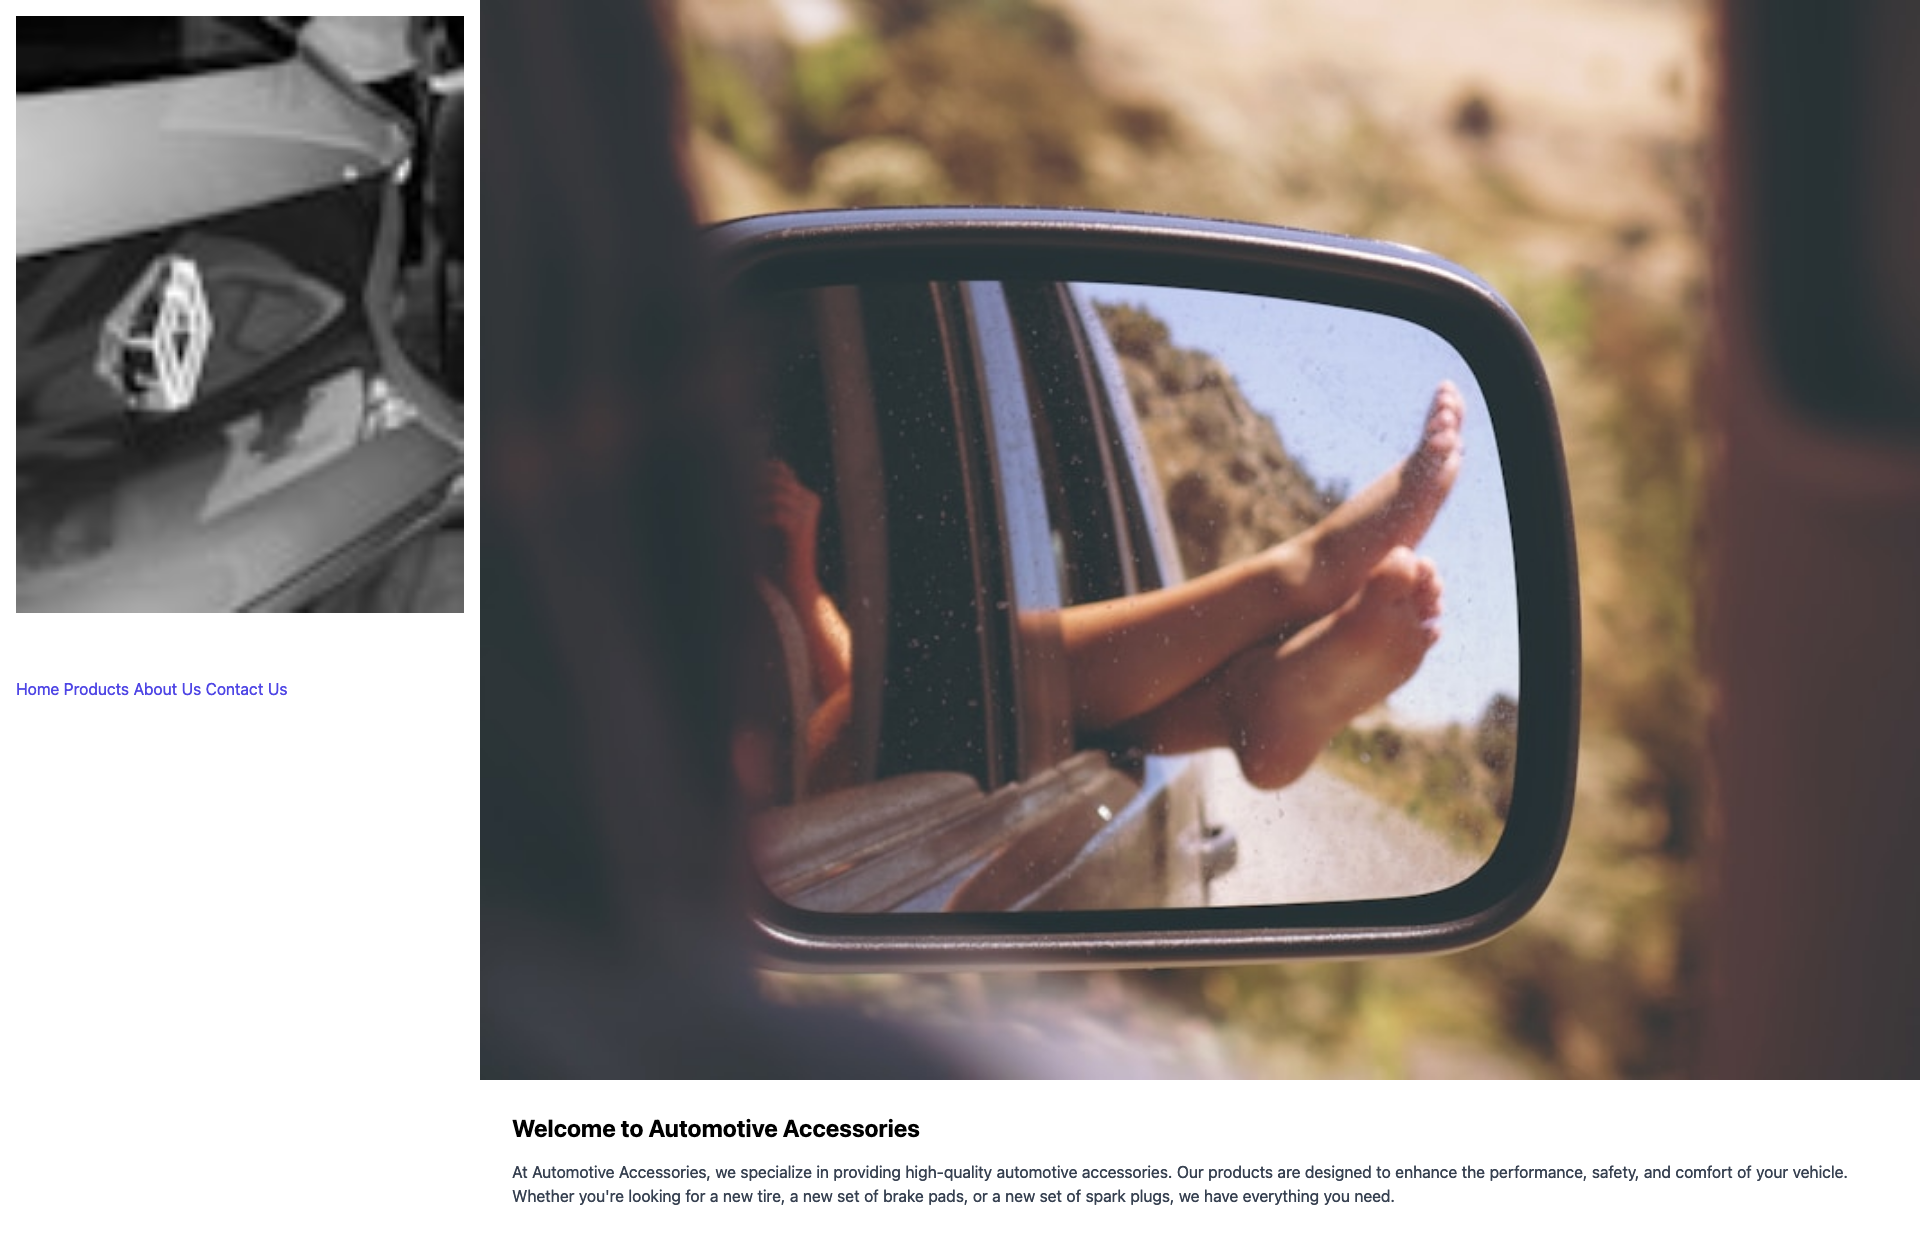 Home Products About Us Contact Us
Welcome to Automotive Accessories
At Automotive Accessories, we specialize in providing high-quality automotive accessories. Our products are designed to enhance the performance, safety, and comfort of your vehicle.
Whether you're looking for a new tire, a new set of brake pads, or a new set of spark plugs, we have everything you need.